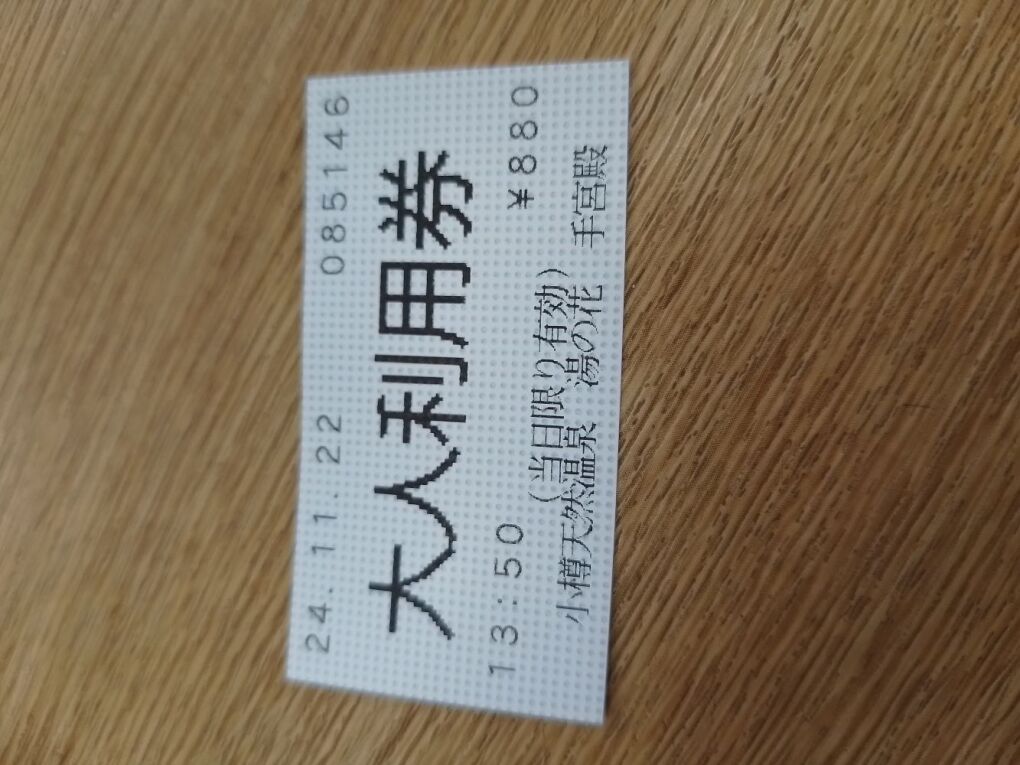 24.11.22 085146
大人利用券
13:50 ¥880
(当日限り有効)
小樽天然温泉 湯の花 手宮殿